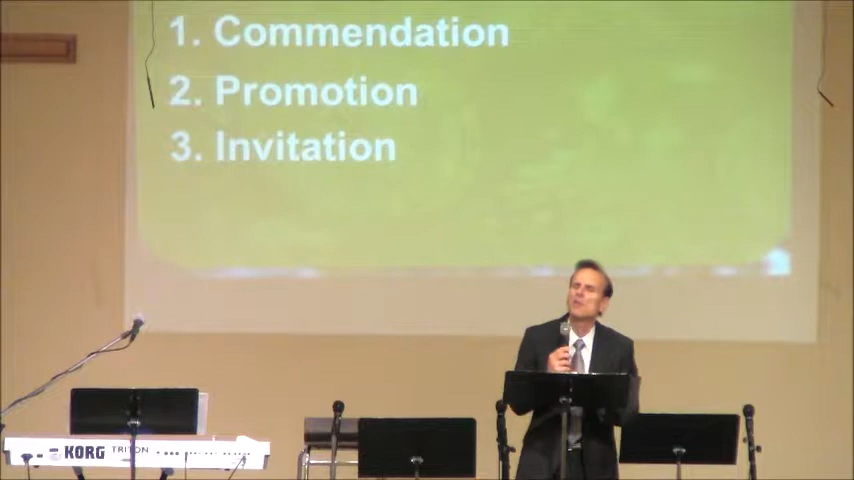 1. Commendation
2. Promotion
3. Invitation
KORG TRITON